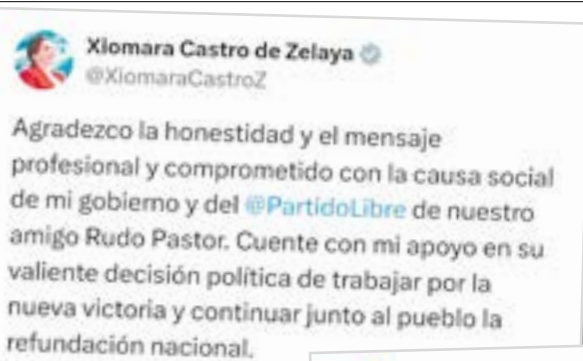 Xiomara Castro de Zelaya
@XiomaraCastroZ
Agradezco la honestidad y el mensaje
profesional y comprometido con la causa social
de mi gobierno y del @PartidoLibre de nuestro
amigo Rudo Pastor. Cuente con mi apoyo en su
valiente decisión política de trabajar por la
nueva victoria y continuar junto al pueblo la
refundación nacional.